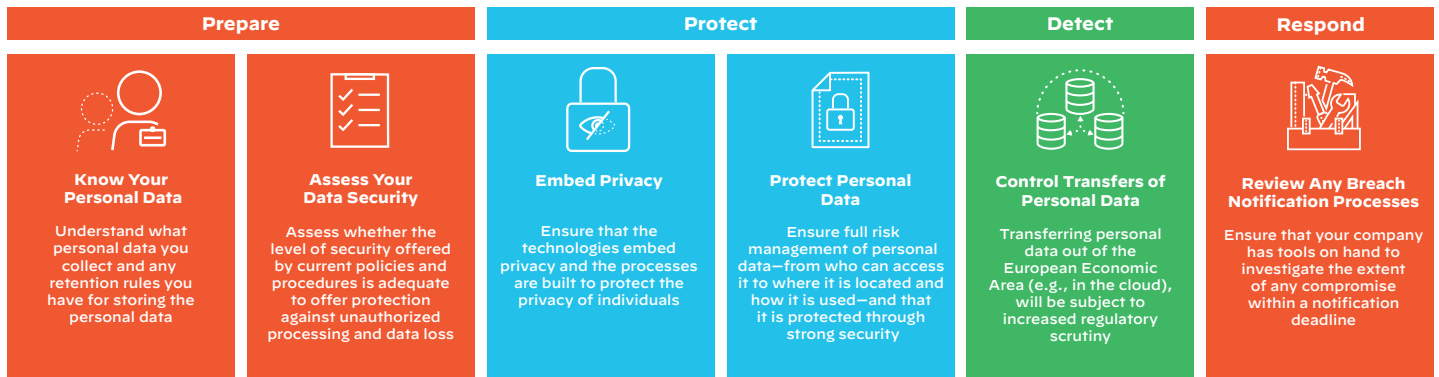 Prepare
Protect
Detect
Respond
Know Your
Personal Data
Understand what
personal data you
collect and any
retention rules you
have for storing the
personal data
Assess Your
Data Security
Assess whether the
level of security offered
by current policies and
procedures is adequate
to offer protection
against unauthorized
processing and data loss
Embed Privacy
Ensure that the
technologies embed
privacy and the processes
are built to protect the
privacy of individuals
Protect Personal
Data
Ensure full risk
management of personal
data—from who can access
it to where it is located and
how it is used—and that
it is protected through
strong security
Control Transfers of
Personal Data
Transferring personal
data out of the
European Economic
Area (e.g., in the cloud),
will be subject to
increased regulatory
scrutiny
Review Any Breach
Notification Processes
Ensure that your company
has tools on hand to
investigate the extent
of any compromise
within a notification
deadline